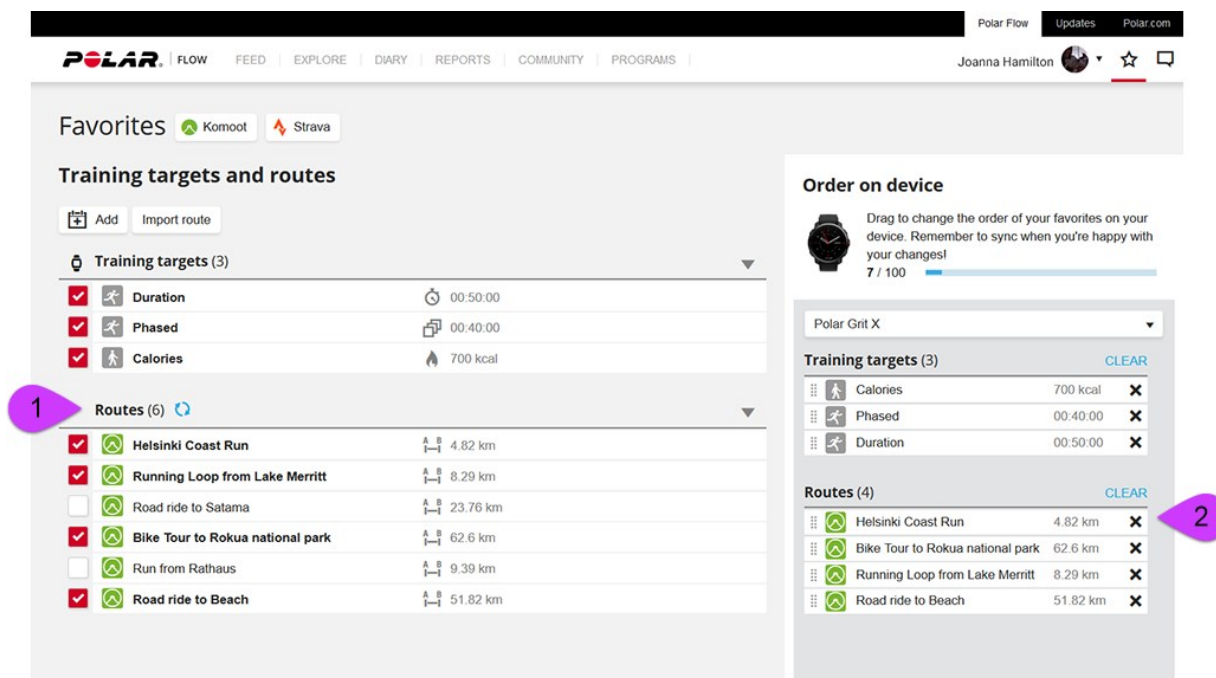 Polar Flow Updates Polar.com
POLAR. FLOW FEED EXPLORE DIARY REPORTS COMMUNITY PROGRAMS Joanna Hamilton
Favorites Komoot Strava
Training targets and routes
Add Import route
Training targets (3)
Duration 00:50:00
Phased 00:40:00
Calories 700 kcal
1
Routes (6)
Helsinki Coast Run A B 4.82 km
Running Loop from Lake Merritt A B 8.29 km
Road ride to Satama A B 23.76 km
Bike Tour to Rokua national park A B 62.6 km
Run from Rathaus A B 9.39 km
Road ride to Beach A B 51.82 km
Order on device
Drag to change the order of your favorites on your
device. Remember to sync when you're happy with
your changes!
7 / 100
Polar Grit X
Training targets (3) CLEAR
Calories 700 kcal
Phased 00:40:00
Duration 00:50:00
Routes (4) CLEAR
Helsinki Coast Run 4.82 km
2
Bike Tour to Rokua national park 62.6 km
Running Loop from Lake Merritt 8.29 km
Road ride to Beach 51.82 km